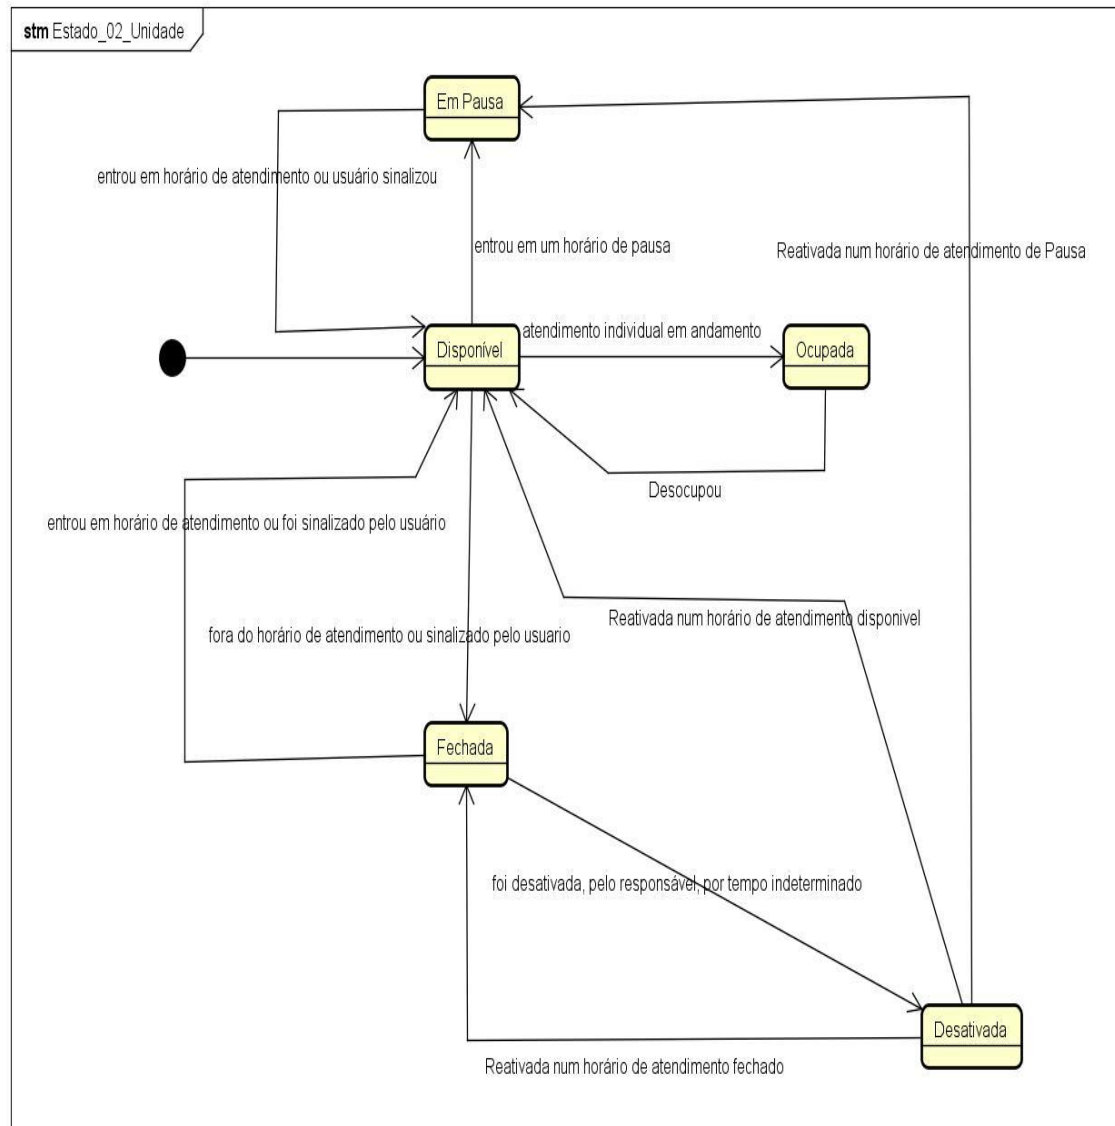 stm Estado_02_Unidade
Em Pausa
entrou em horário de atendimento ou usuário sinalizou
entrou em um horário de pausa
Reativada num horário de atendimento de Pausa
atendimento individual em andamento
Disponível
Ocupada
Desocupou
entrou em horário de atendimento ou foi sinalizado pelo usuário
Reativada num horário de atendimento disponivel
fora do horário de atendimento ou sinalizado pelo usuario
Fechada
foi desativada, pelo responsável, por tempo indeterminado
Desativada
Reativada num horário de atendimento fechado